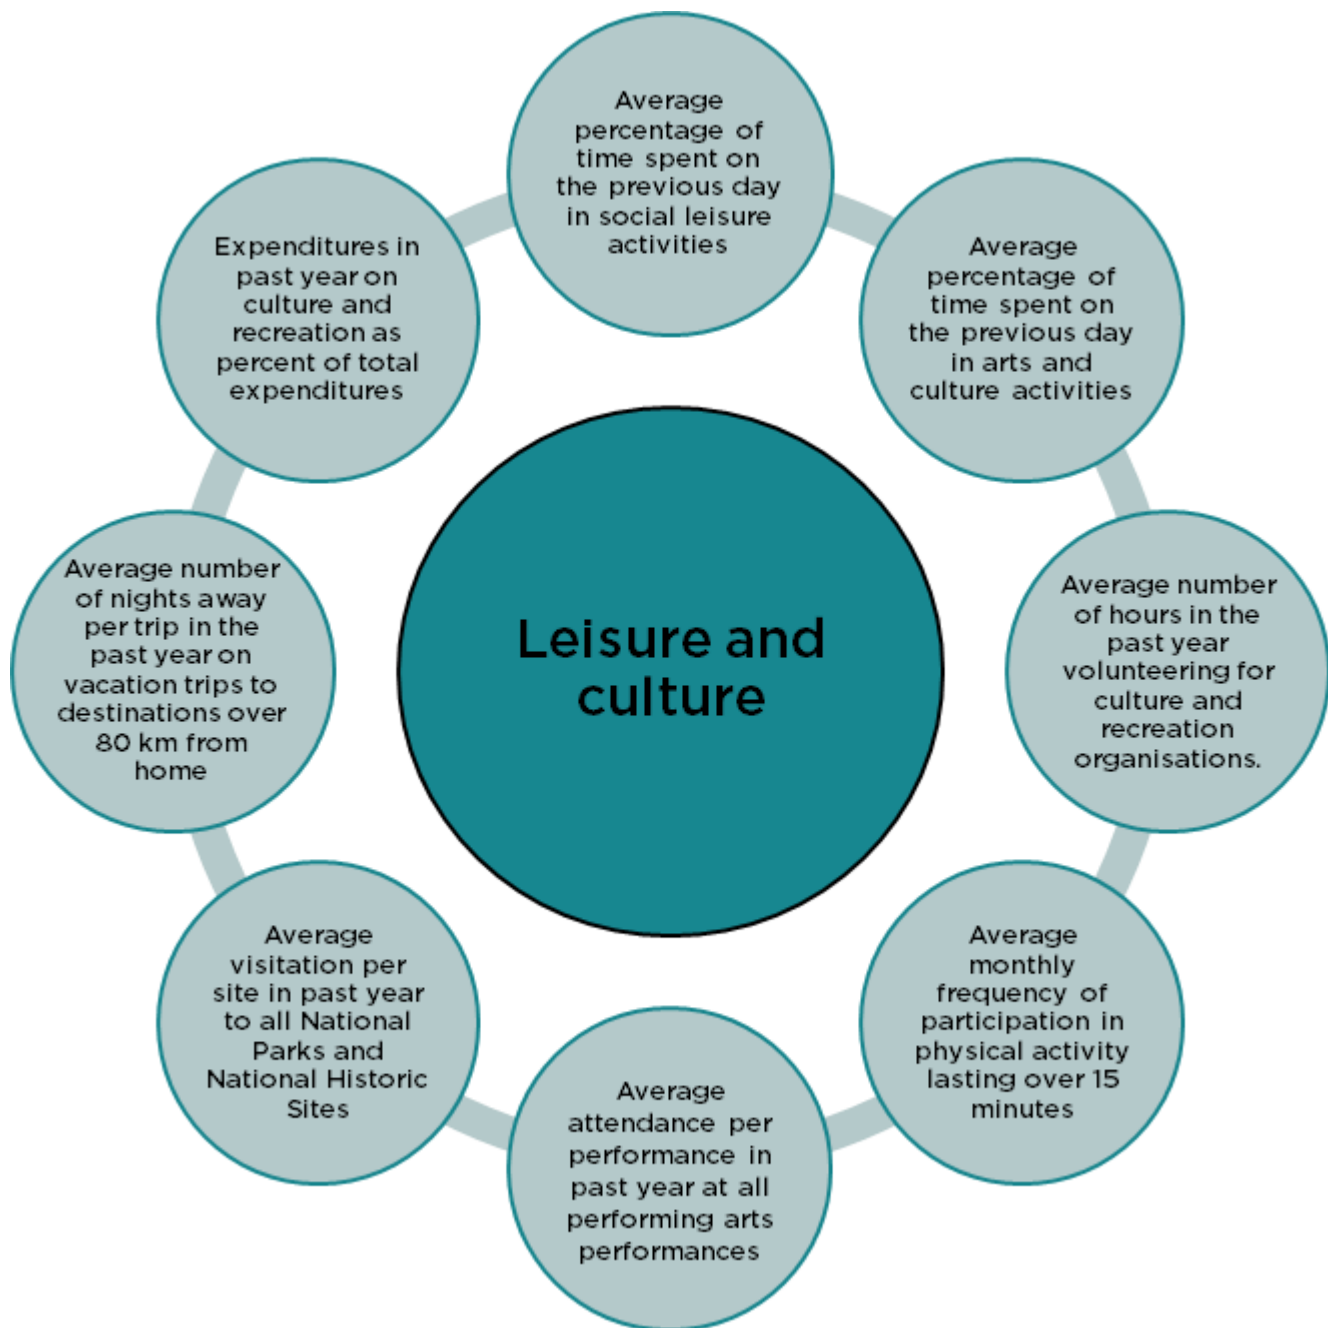 Average
percentage of
time spent on
the previous day
in social leisure
activities
Average
percentage of
time spent on
the previous day
in arts and
culture activities
Average number
of hours in the
past year
volunteering for
culture and
recreation
organisations.
Average
monthly
frequency of
participation in
physical activity
lasting over 15
minutes
Average
attendance per
performance in
past year at all
performing arts
performances
Average
visitation per
site in past year
to all National
Parks and
National Historic
Sites
Average number
of nights away
per trip in the
past year on
vacation trips to
destinations over
80 km from
home
Expenditures in
past year on
culture and
recreation as
percent of total
expenditures
Leisure and
culture